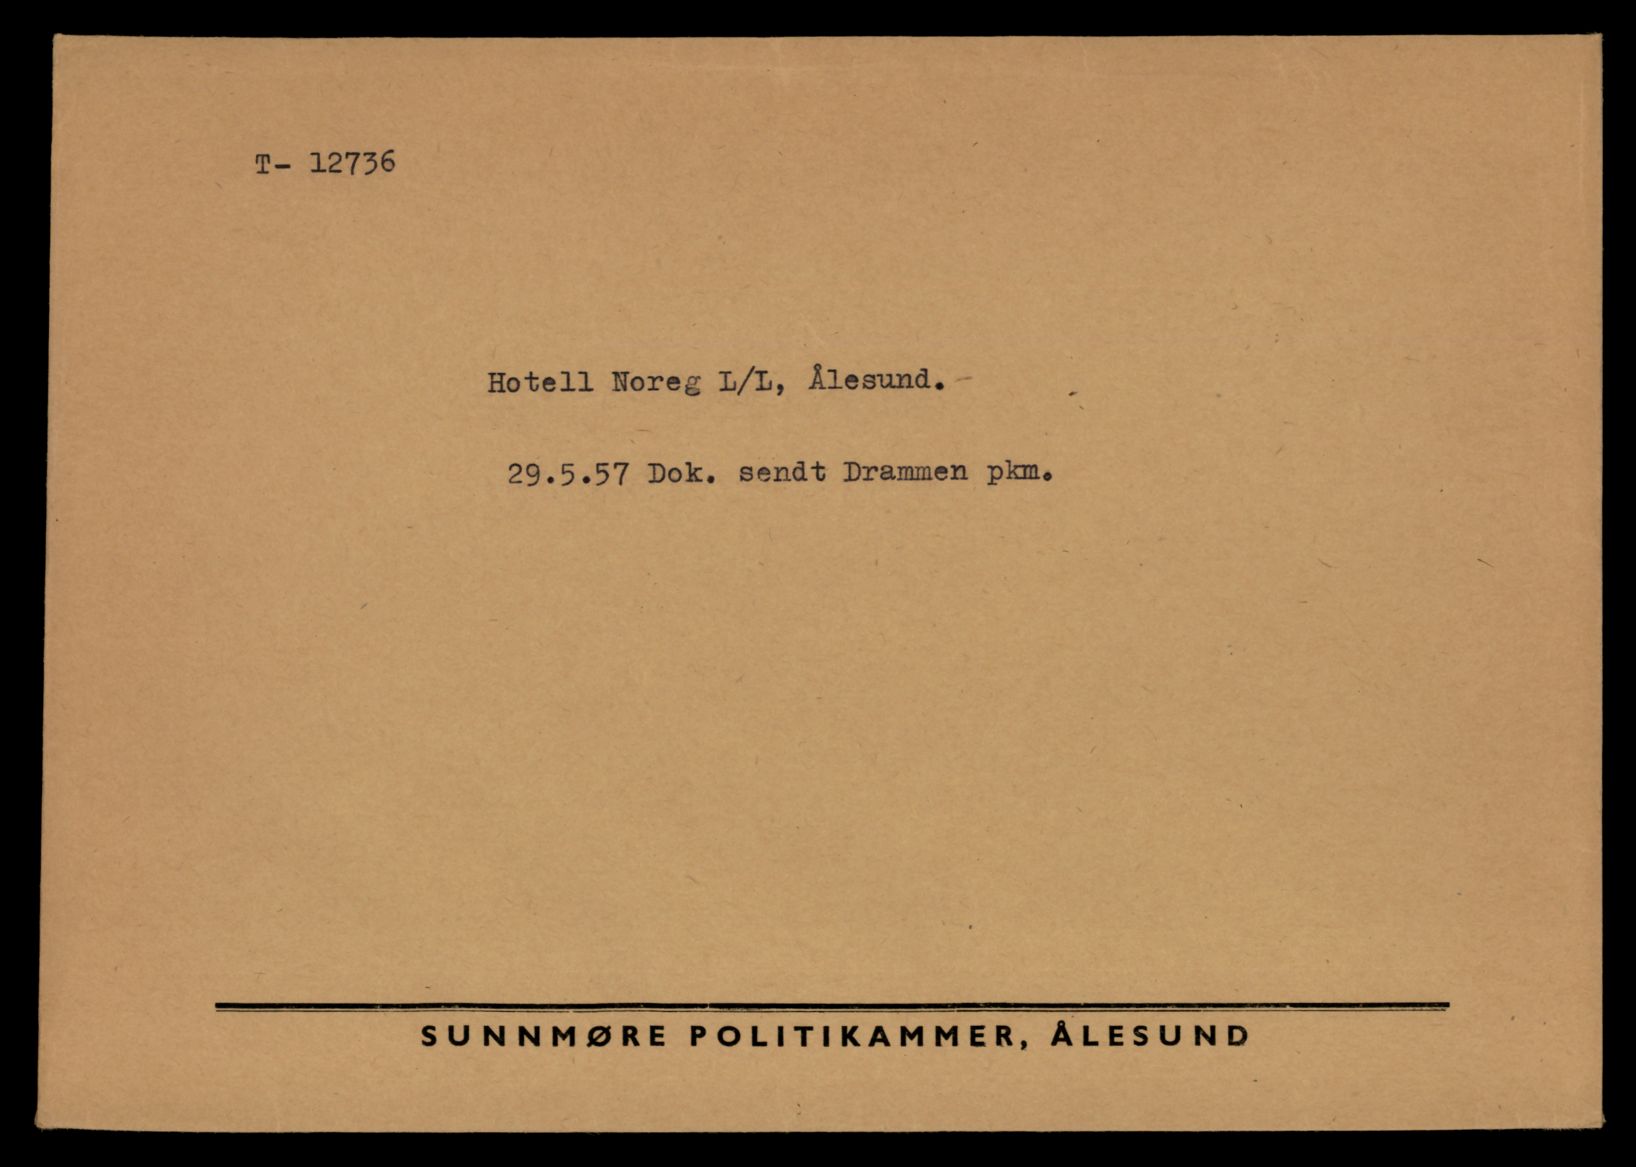 T- 12736
Hotell Noreg L/L, Ålesund.
29.5.57 Dok. sendt Drammen pkm.
SUNNMØRE POLITIKAMMER, ÅLESUND